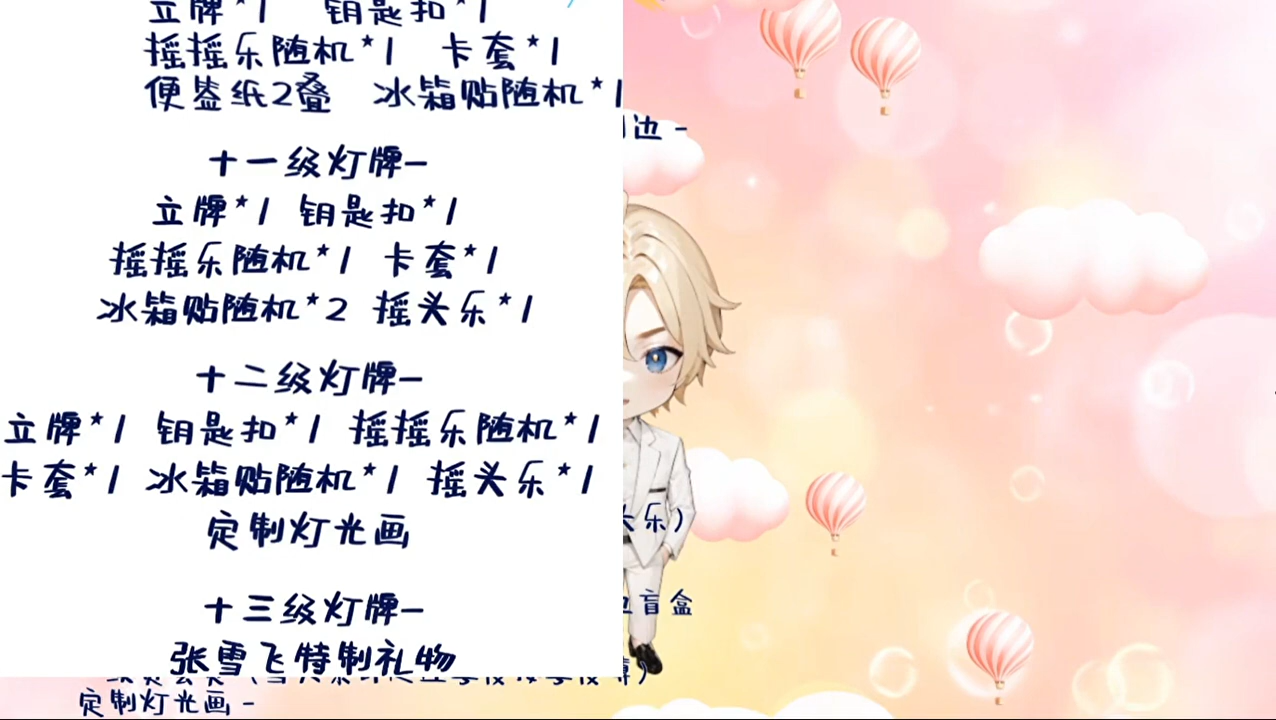 立牌*1 钥匙扣*1
摇摇乐随机*1 卡套*1
便签纸2叠 冰箱贴随机*1
边-
十一级灯牌-
立牌*1 钥匙扣*1
摇摇乐随机*1 卡套*1
冰箱贴随机*2 摇头乐*1
十二级灯牌-
立牌*1 钥匙扣*1 摇摇乐随机*1
卡套*1 冰箱贴随机*1 摇头乐*1
头乐)
定制灯光画
盲盒
十三级灯牌-
张雪飞特制礼物
定制灯光画-